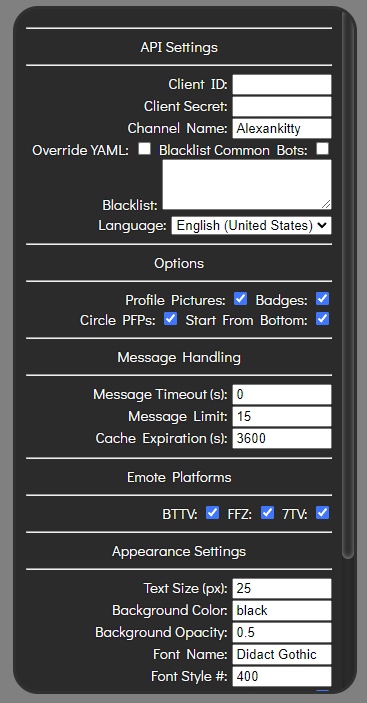 API Settings
Client ID:
Client Secret:
Channel Name: Alexankitty
Override YAML: Blacklist Common Bots:
Blacklist:
Language: English (United States)
Options
Profile Pictures: Badges:
Circle PFPs: Start From Bottom:
Message Handling
Message Timeout (s): 0
Message Limit: 15
Cache Expiration (s): 3600
Emote Platforms
BTTV: FFZ: 7TV:
Appearance Settings
Text Size (px): 25
Background Color: black
Background Opacity: 0.5
Font Name: Didact Gothic
Font Style #: 400